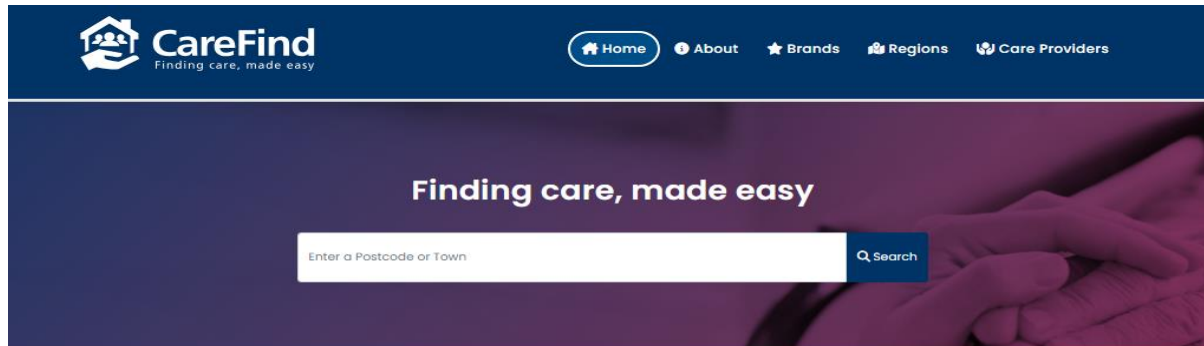 CareFind
Finding care, made easy
Home About Brands Regions Care Providers
Finding care, made easy
Enter a Postcode or Town
Search